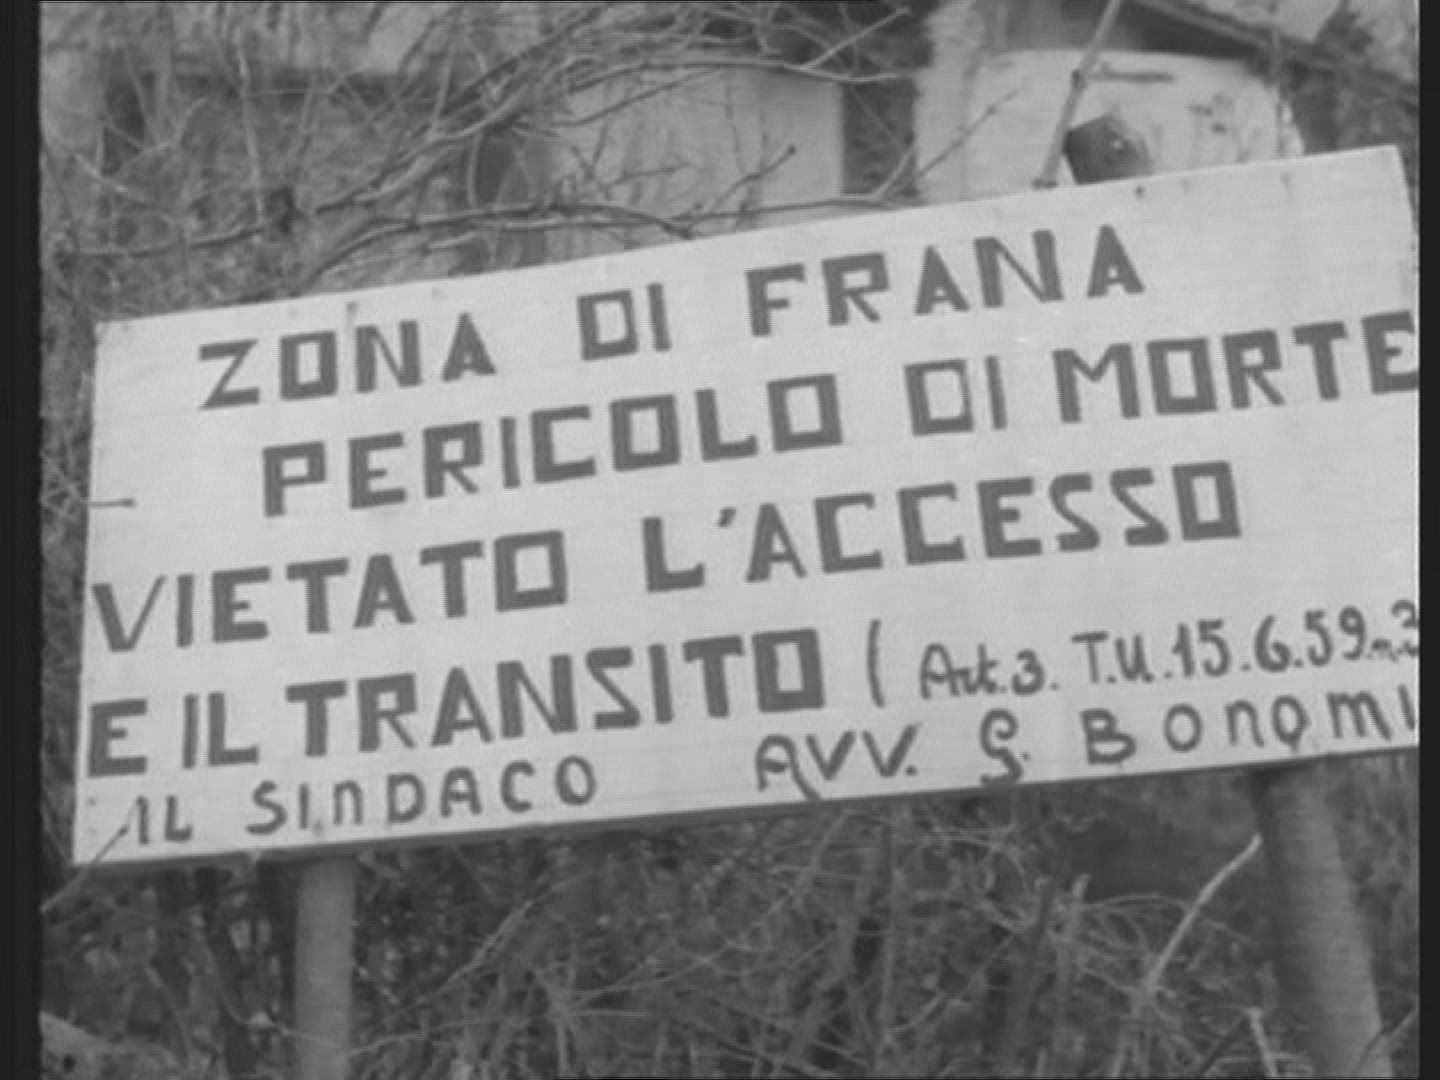 ZONA DI FRANA
PERICOLO DI MORTE
VIETATO L'ACCESSO
E IL TRANSITO ( Art. 3. T.U. 15.6.59.n.3
IL SINDACO AVV. G. BONOMI